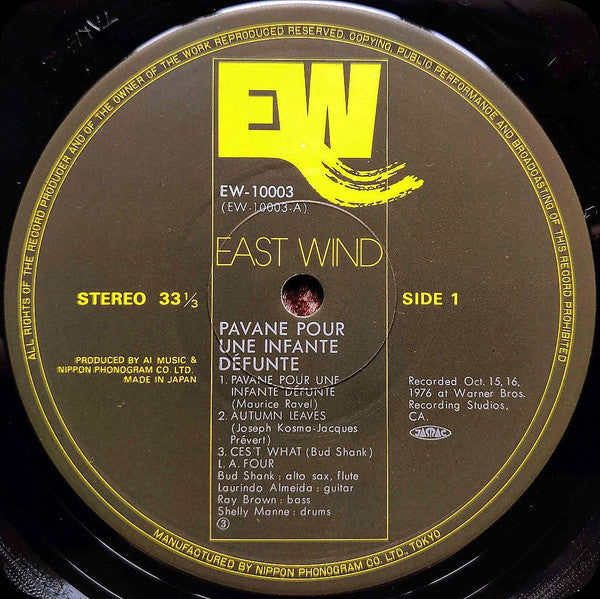 ALL RIGHTS OF THE RECORD PRODUCER AND OF THE OWNER OF THE WORK REPRODUCED RESERVED. COPYING, PUBLIC PERFORMANCE AND BROADCASTING OF THIS RECORD PROHIBITED
EW
EW-10003
(EW-10003-A)
EAST WIND
STEREO 33 1/3
SIDE 1
PAVANE POUR
UNE INFANTE
DÉFUNTE
PRODUCED BY AI MUSIC &
NIPPON PHONOGRAM CO. LTD.
MADE IN JAPAN
1. PAVANE POUR UNE
INFANTE DÉFUNTE
(Maurice Ravel)
2. AUTUMN LEAVES
(Joseph Kosma-Jacques
Prévert)
3. CES'T WHAT (Bud Shank)
L. A. FOUR
Bud Shank : alto sax, flute
Laurindo Almeida : guitar
Ray Brown : bass
Shelly Manne : drums
③
Recorded Oct. 15, 16,
1976 at Warner Bros.
Recording Studios,
CA.
JASRAC
MANUFACTURED BY NIPPON PHONOGRAM CO. LTD., TOKYO